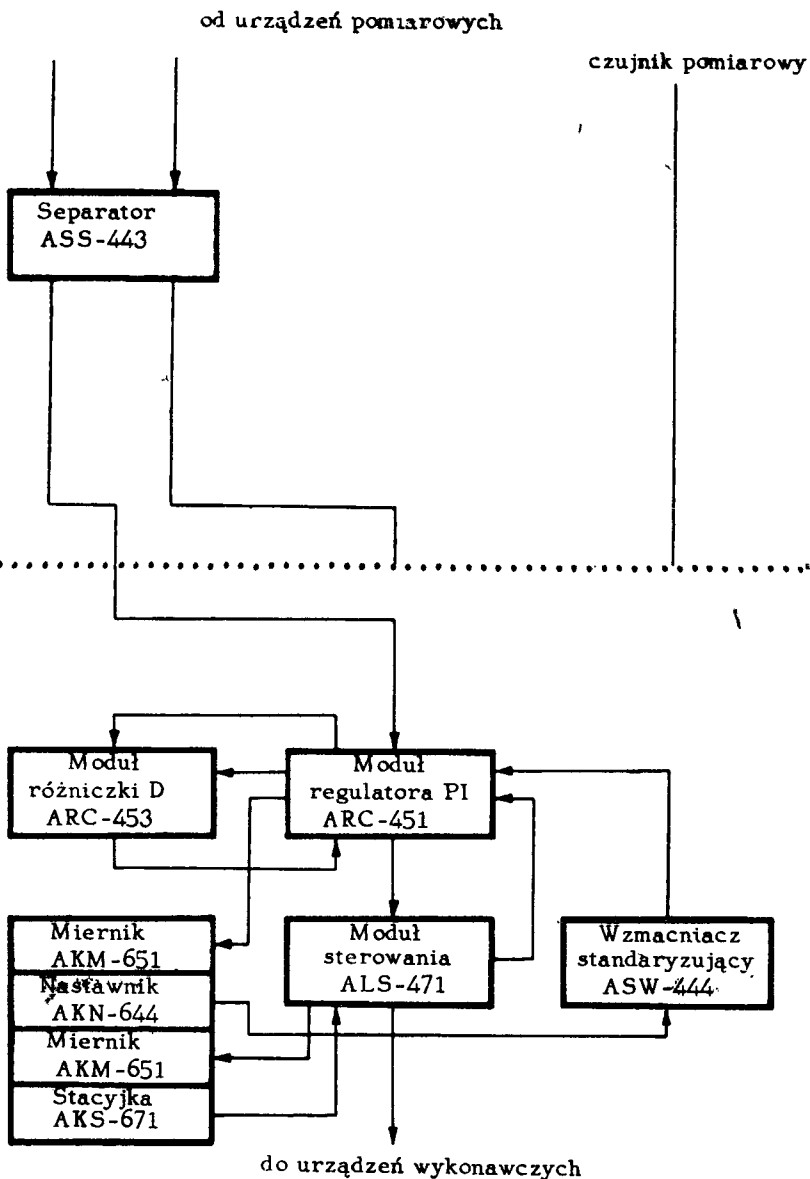 od urządzeń pomiarowych
czujnik pomiarowy
Separator
ASS-443
Moduł
różniczki D
ARC-453
Moduł
regulatora PI
ARC-451
Miernik
AKM-651
Nastawnik
AKN-644
Miernik
AKM-651
Stacyjka
AKS-671
Moduł
sterowania
ALS-471
Wzmacniacz
standaryzujący
ASW-444
do urządzeń wykonawczych